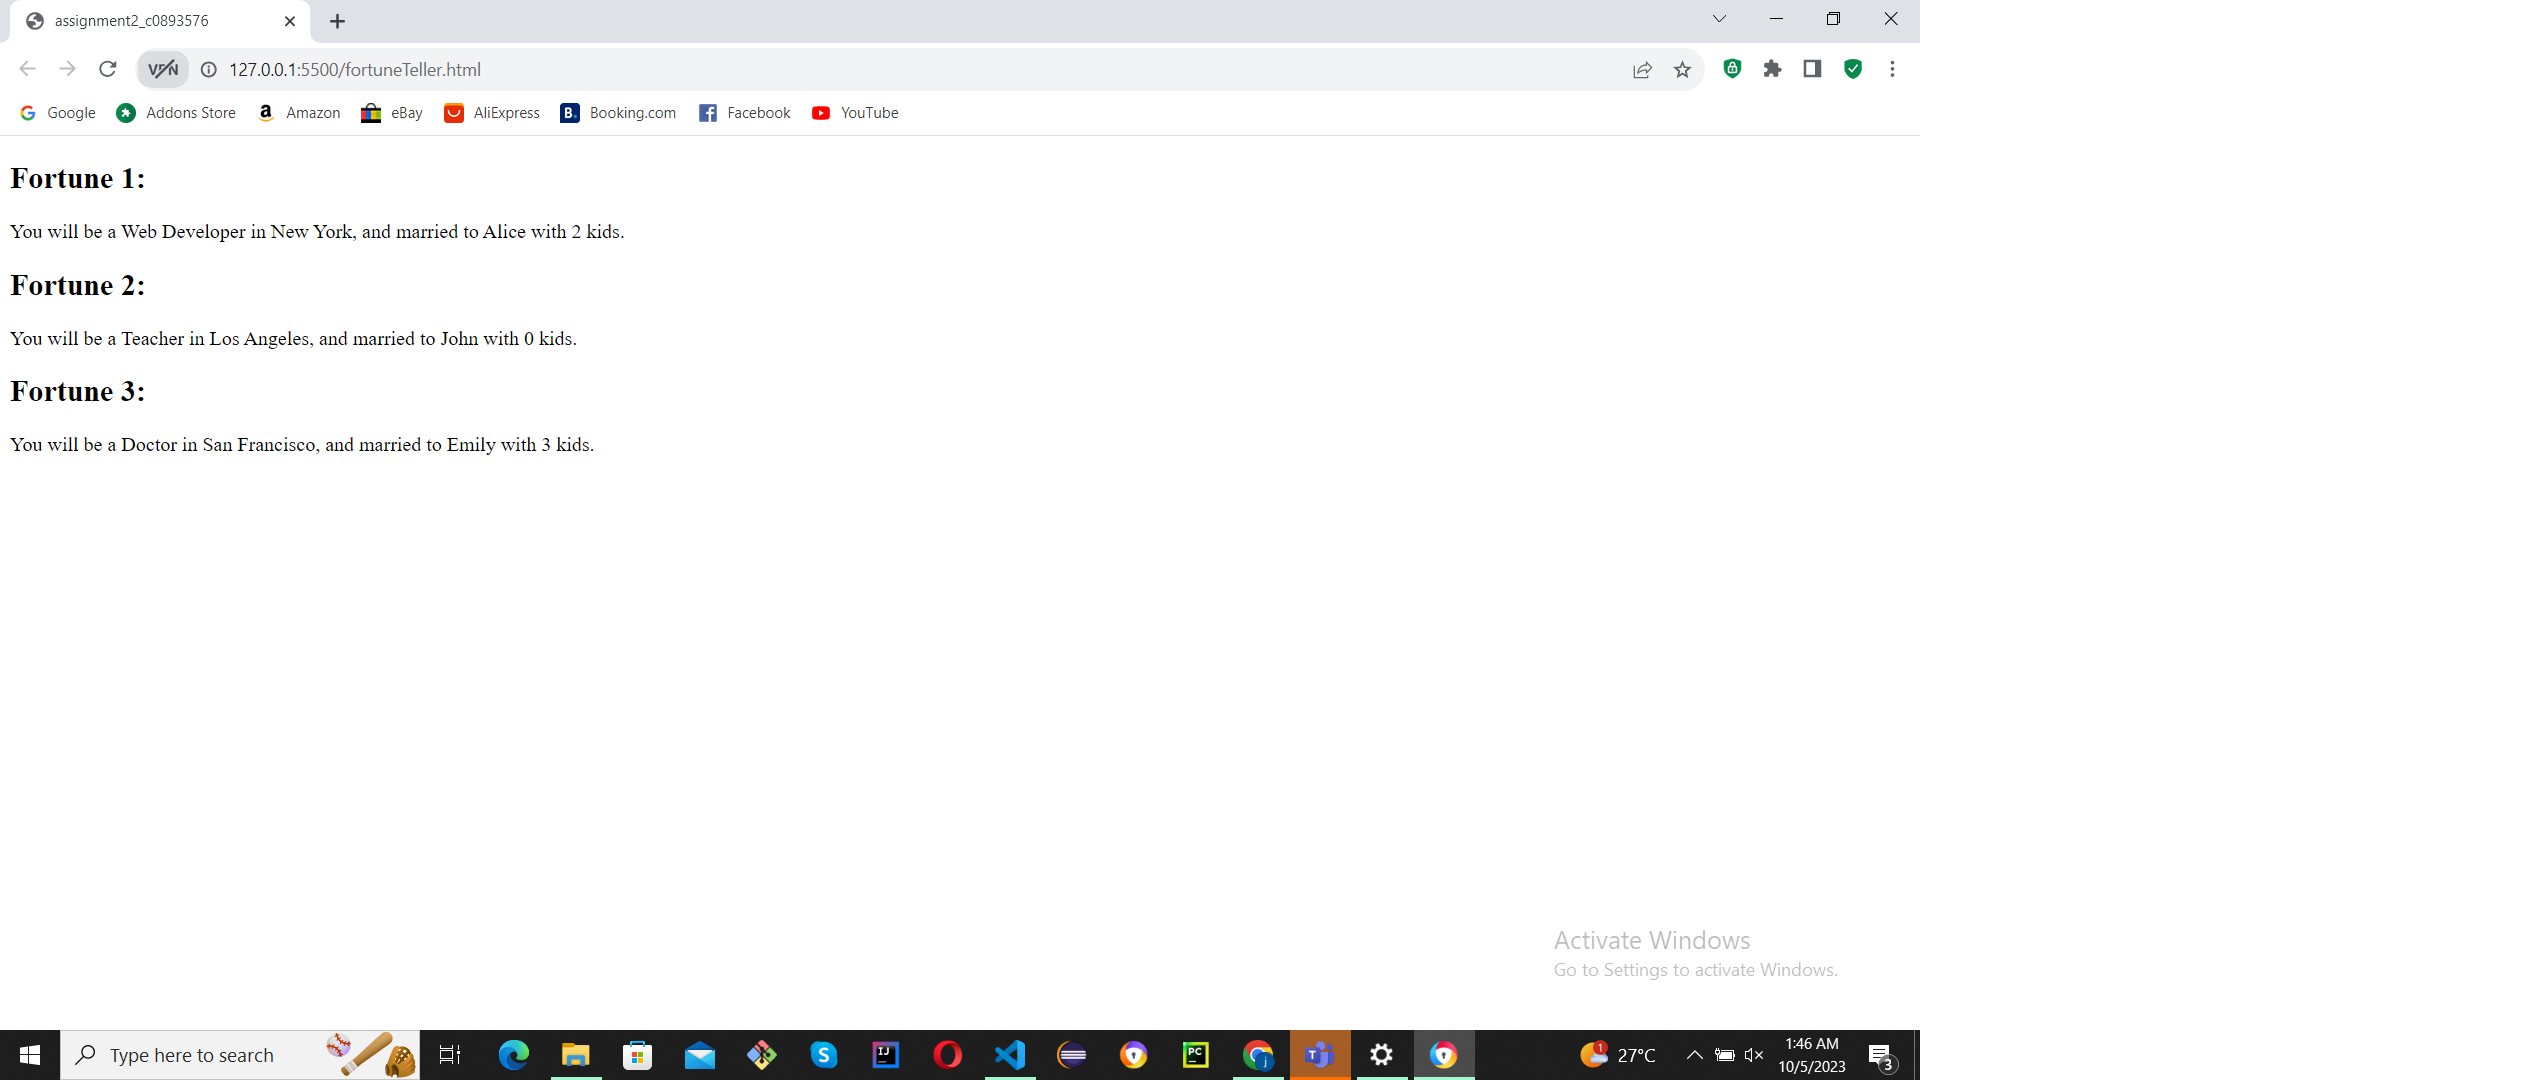 assignment2_c0893576
VPN 127.0.0.1:5500/fortuneTeller.html
Google Addons Store Amazon eBay AliExpress Booking.com Facebook YouTube
Fortune 1:
You will be a Web Developer in New York, and married to Alice with 2 kids.
Fortune 2:
You will be a Teacher in Los Angeles, and married to John with 0 kids.
Fortune 3:
You will be a Doctor in San Francisco, and married to Emily with 3 kids.
Activate Windows
Go to Settings to activate Windows.
Type here to search
1
27°C
1:46 AM
10/5/2023
3